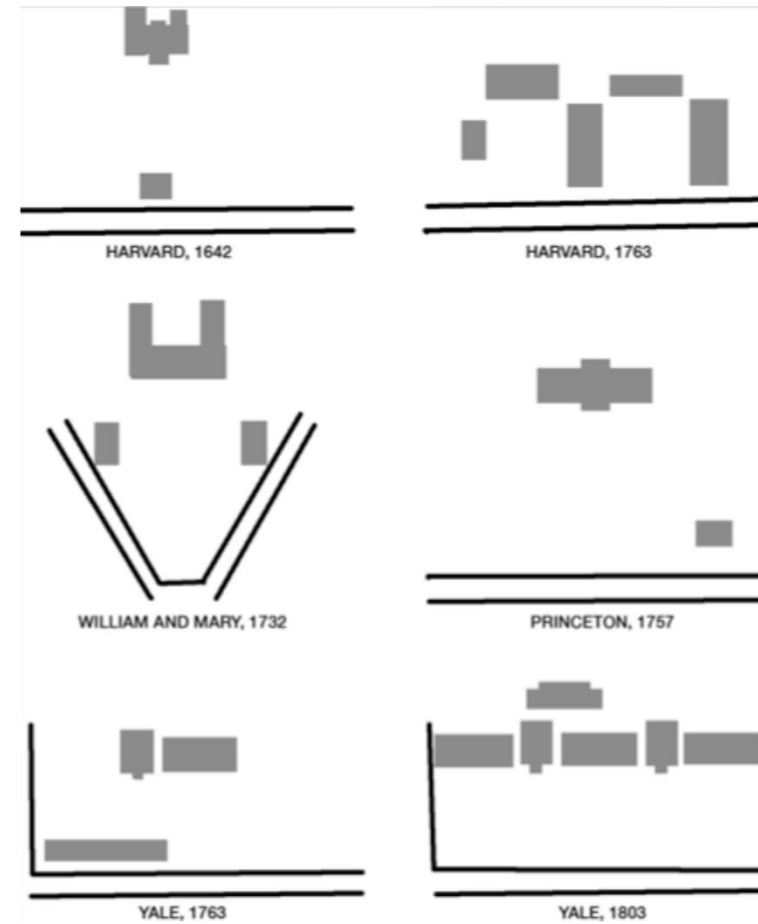 HARVARD, 1642
HARVARD, 1763
WILLIAM AND MARY, 1732
PRINCETON, 1757
YALE, 1763
YALE, 1803